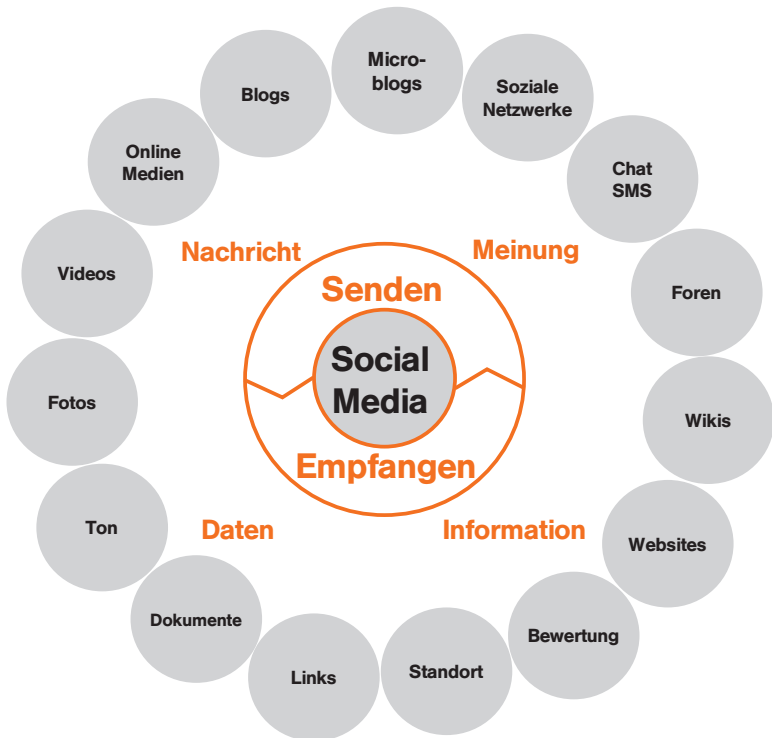 Micro-
blogs
Soziale
Netzwerke
Chat
SMS
Foren
Wikis
Websites
Bewertung
Standort
Links
Dokumente
Ton
Fotos
Videos
Online
Medien
Blogs
Nachricht
Meinung
Senden
Social
Media
Empfangen
Daten
Information